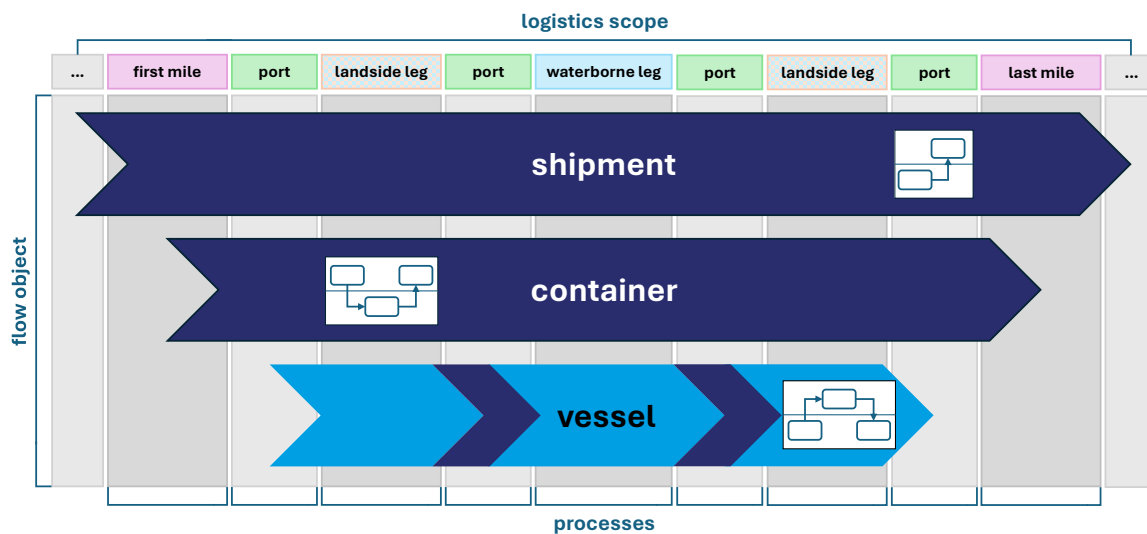 logistics scope
... first mile port landside leg port waterborne leg port landside leg port last mile ...
flow object
shipment
container
vessel
processes